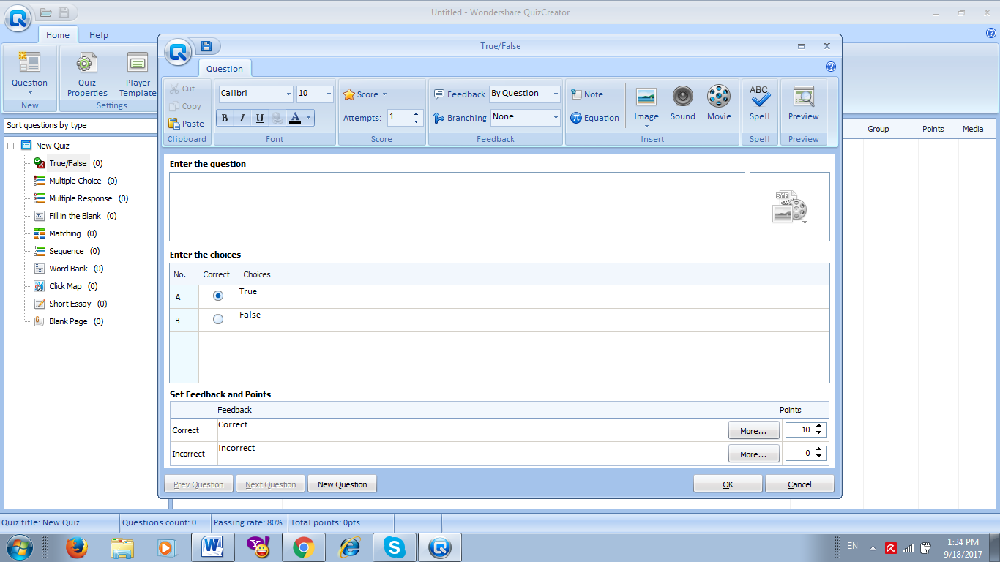 Untitled - Wondershare QuizCreator
Home Help
Question
New
Quiz Properties
Player Template
Settings
Sort questions by type
New Quiz
True/False (0)
Multiple Choice (0)
Multiple Response (0)
Fill in the Blank (0)
Matching (0)
Sequence (0)
Word Bank (0)
Click Map (0)
Short Essay (0)
Blank Page (0)
Group Points Media
True/False
Question
Cut
Copy
Paste
Clipboard
Calibri 10
B I U A
Font
Score
Attempts: 1
Score
Feedback By Question
Branching None
Feedback
Note
Equation
Image Sound Movie
Insert
ABC
Spell
Spell
Preview
Preview
Enter the question
SWF
Enter the choices
No. Correct Choices
A True
B False
Set Feedback and Points
Feedback Points
Correct Correct More... 10
Incorrect Incorrect More... 0
Prev Question Next Question New Question OK Cancel
Quiz title: New Quiz Questions count: 0 Passing rate: 80% Total points: 0pts
EN
1:34 PM
9/18/2017